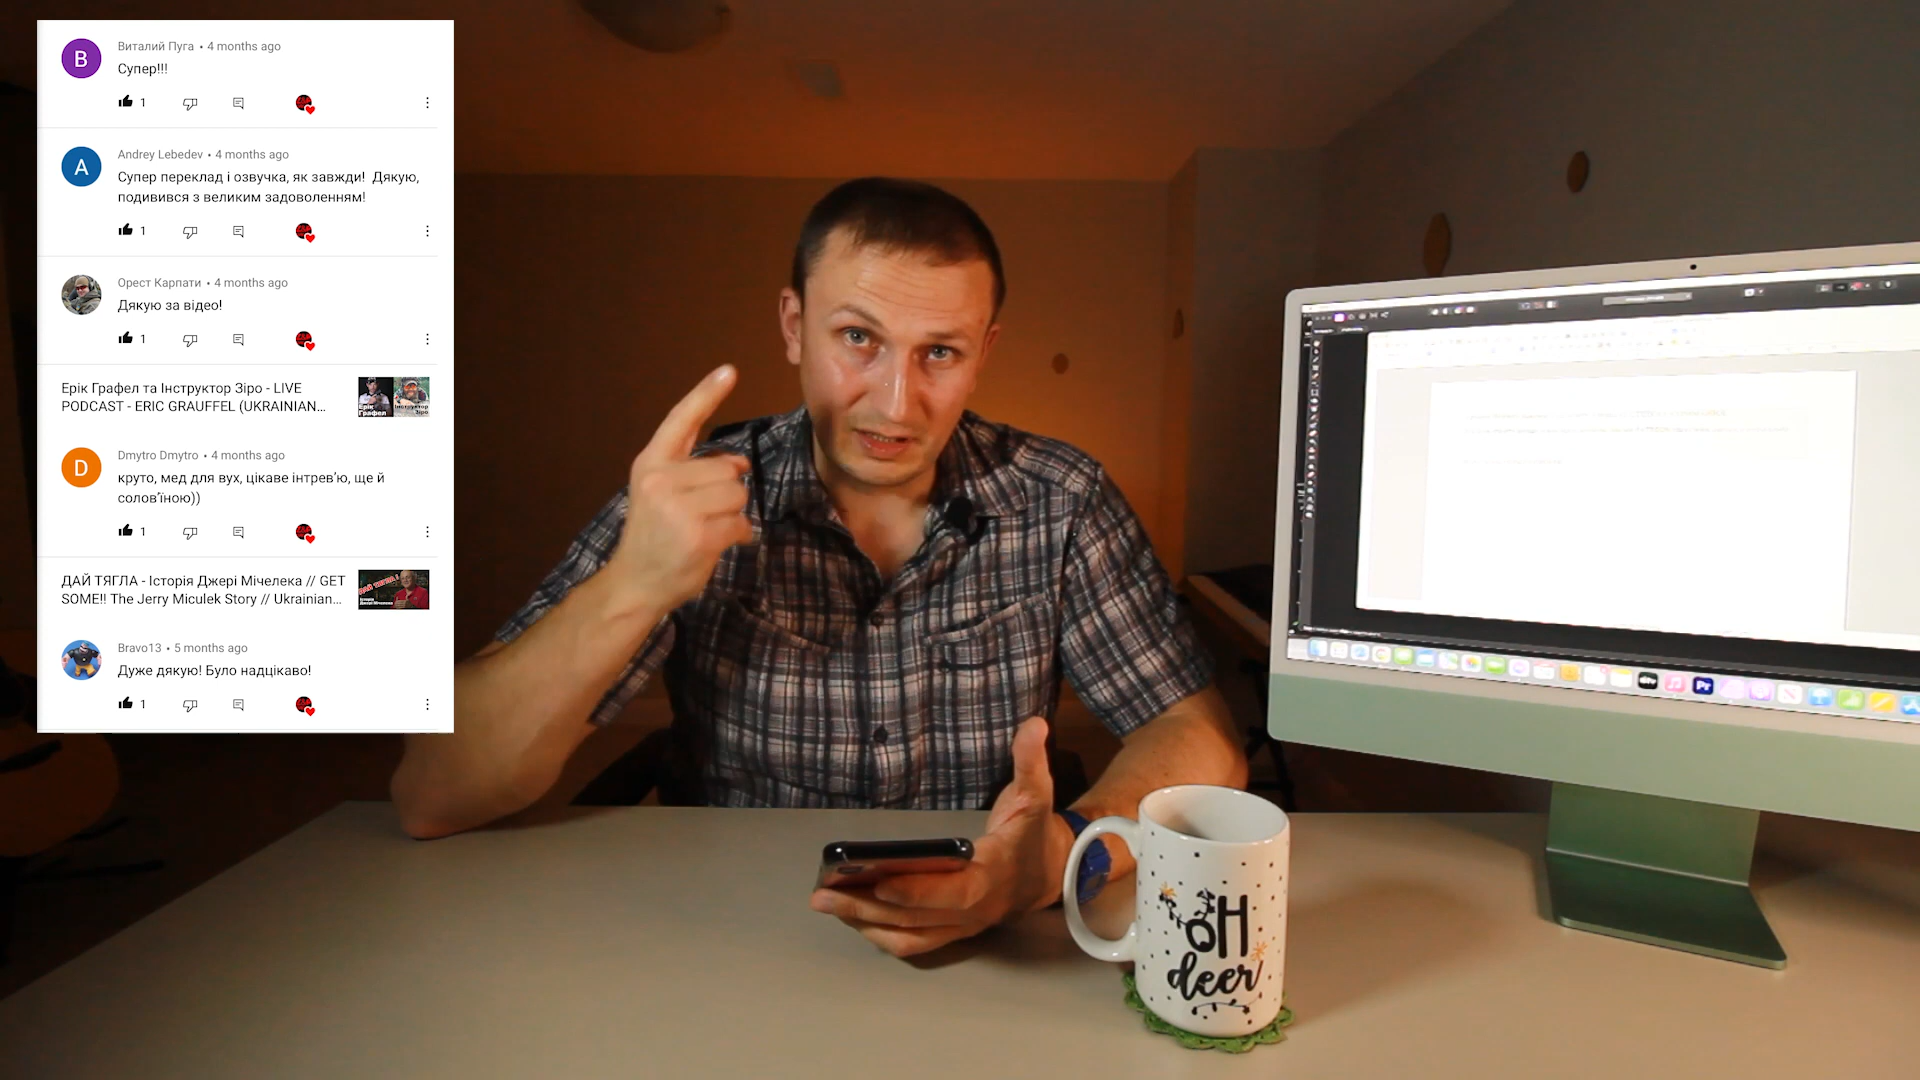 Виталий Пуга • 4 months ago
Супер!!!
1
Andrey Lebedev • 4 months ago
Супер переклад і озвучка, як завжди!  Дякую,
подивився з великим задоволенням!
1
Орест Карпати • 4 months ago
Дякую за відео!
1
Ерік Ґрафел та Інструктор Зіро - LIVE
PODCAST - ERIC GRAUFFEL (UKRAINIAN...
Dmytro Dmytro • 4 months ago
круто, мед для вух, цікаве інтрев'ю, ще й
солов'їною))
1
ДАЙ ТЯГЛА - Історія Джері Мічелека // GET
SOME!! The Jerry Miculek Story // Ukrainian...
Bravo13 • 5 months ago
Дуже дякую! Було надцікаво!
1
OH
deer
Pr